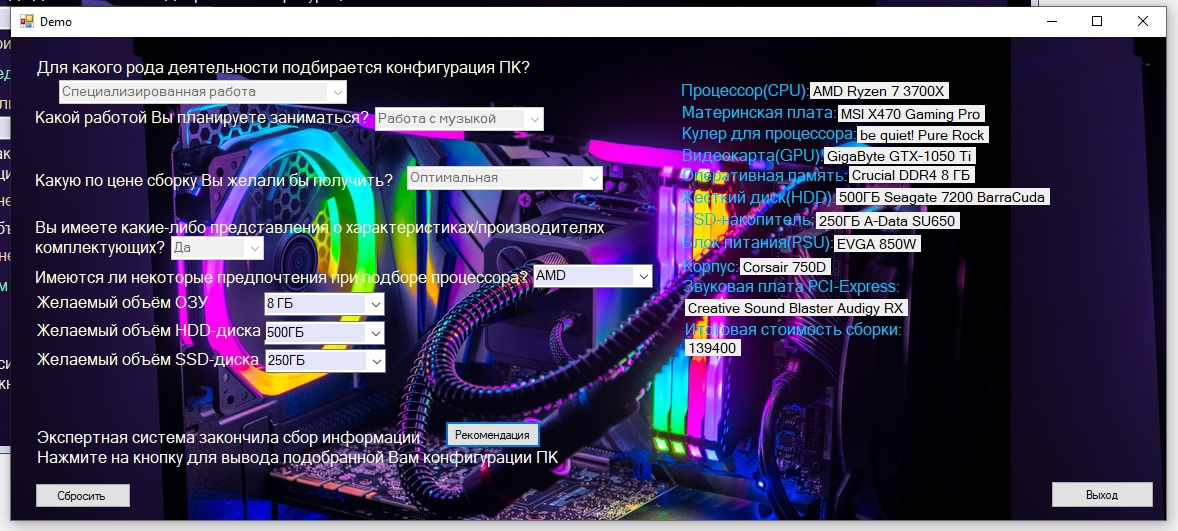 Demo
Для какого рода деятельности подбирается конфигурация ПК?
Специализированная работа
Какой работой Вы планируете заниматься? Работа с музыкой
Какую по цене сборку Вы желали бы получить? Оптимальная
Вы имеете какие-либо представления о характеристиках/производителях
комплектующих? Да
Имеются ли некоторые предпочтения при подборе процессора? AMD
Желаемый объём ОЗУ 8 ГБ
Желаемый объём HDD-диска 500ГБ
Желаемый объём SSD-диска 250ГБ
Экспертная система закончила сбор информации. Рекомендация
Нажмите на кнопку для вывода подобранной Вам конфигурации ПК
Сбросить
Процессор(CPU): AMD Ryzen 7 3700X
Материнская плата: MSI X470 Gaming Pro
Кулер для процессора: be quiet! Pure Rock
Видеокарта(GPU): GigaByte GTX-1050 Ti
Оперативная память: Crucial DDR4 8 ГБ
Жесткий диск(HDD): 500ГБ Seagate 7200 BarraCuda
SSD-накопитель: 250ГБ A-Data SU650
Блок питания(PSU): EVGA 850W
Корпус: Corsair 750D
Звуковая плата PCI-Express:
Creative Sound Blaster Audigy RX
Итоговая стоимость сборки:
139400
Выход